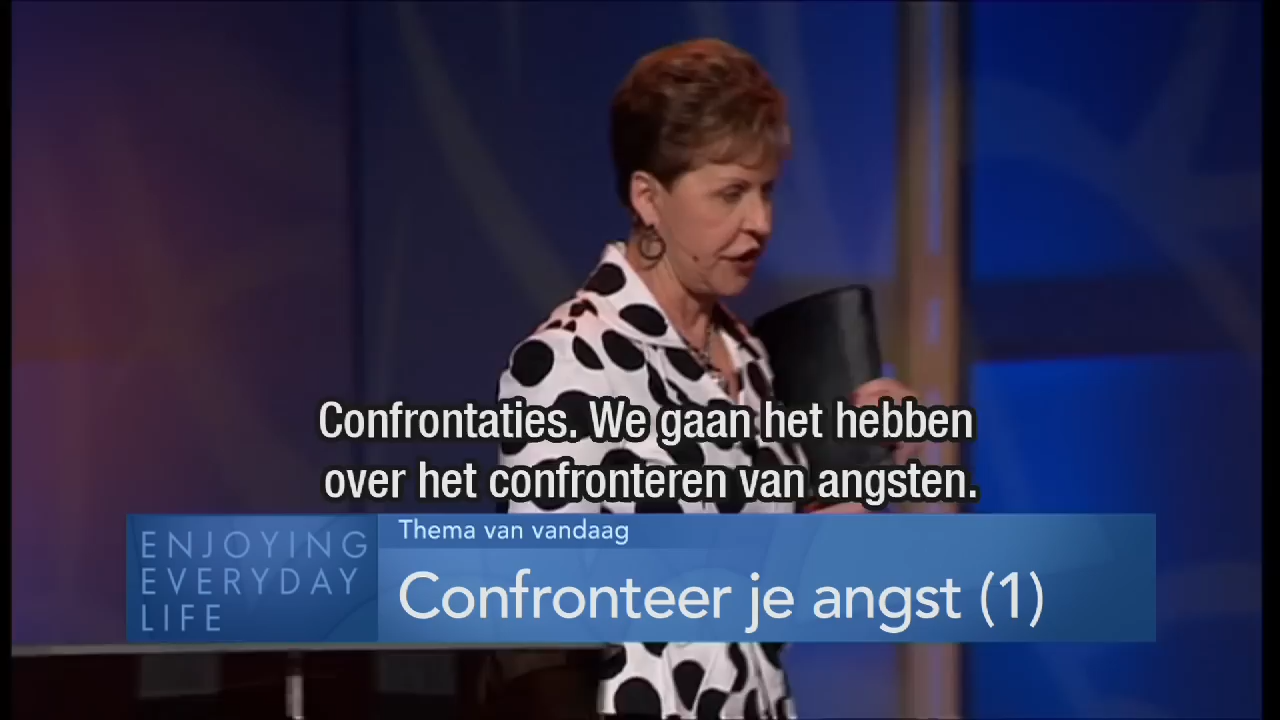 Confrontaties. We gaan het hebben
over het confronteren van angsten.
ENJOYING
EVERYDAY
LIFE
Thema van vandaag
Confronteer je angst (1)